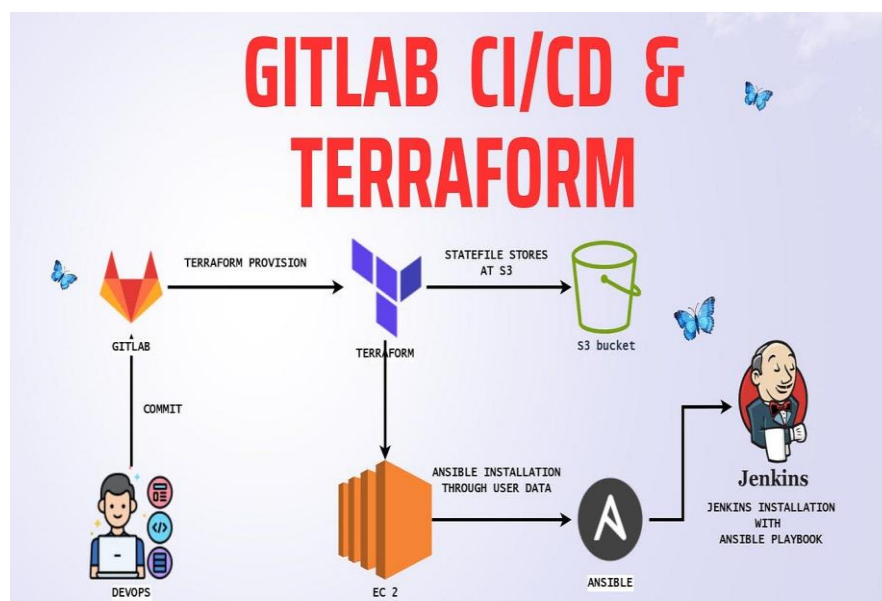 GITLAB CI/CD &
TERRAFORM
TERRAFORM PROVISION
STATEFILE STORES
AT S3
GITLAB
TERRAFORM
S3 bucket
COMMIT
ANSIBLE INSTALLATION
THROUGH USER DATA
Jenkins
JENKINS INSTALLATION
WITH
ANSIBLE PLAYBOOK
DEVOPS
EC 2
ANSIBLE